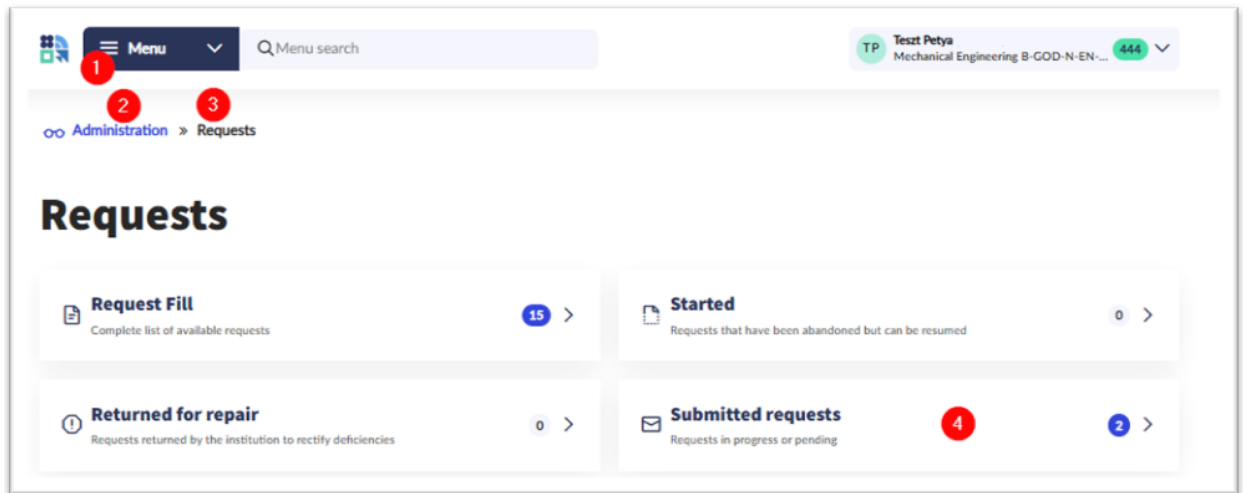 Menu
Menu search
TP
Teszt Petya
Mechanical Engineering B-GOD-N-EN-...
444
1
2
3
Administration » Requests
Requests
Request Fill
Complete list of available requests
15
Started
Requests that have been abandoned but can be resumed
0
Returned for repair
Requests returned by the institution to rectify deficiencies
0
Submitted requests
Requests in progress or pending
4
2